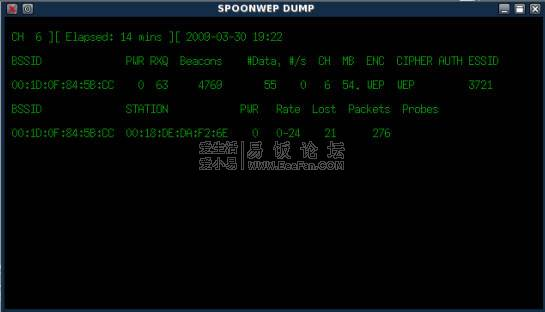 SPOONWEP DUMP
CH 6 ][ Elapsed: 14 mins ][ 2009-03-30 19:22
BSSID PWR RXQ Beacons #Data, #/s CH MB ENC CIPHER AUTH ESSID
00:1D:0F:84:5B:CC 0 63 4769 55 0 6 54. WEP WEP 3721
BSSID STATION PWR Rate Lost Packets Probes
00:1D:0F:84:5B:CC 00:18:DE:DA:F2:6E 0 0-24 21 276
爱生活 易饭论坛
爱小易 WWW.EeeFan.COM